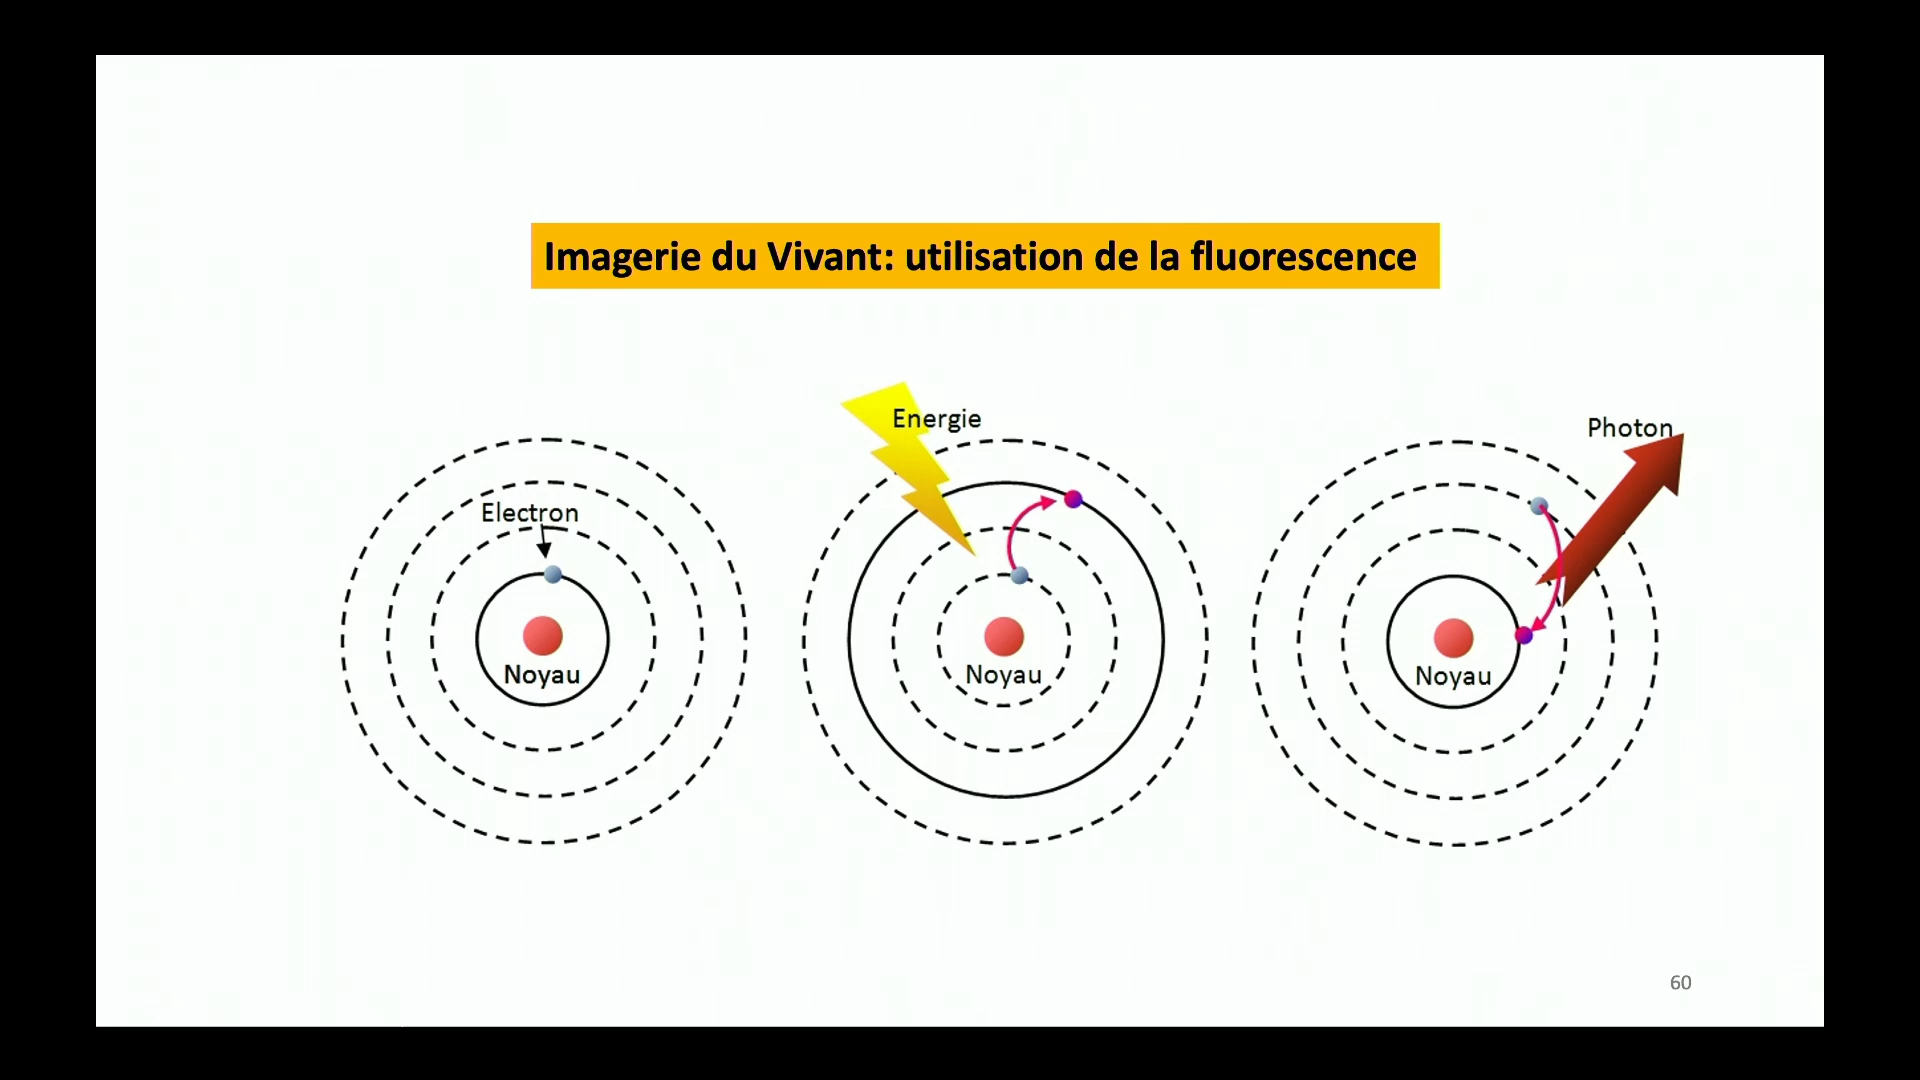 Imagerie du Vivant: utilisation de la fluorescence
Energie
Photon
Electron
Noyau
Noyau
Noyau
60